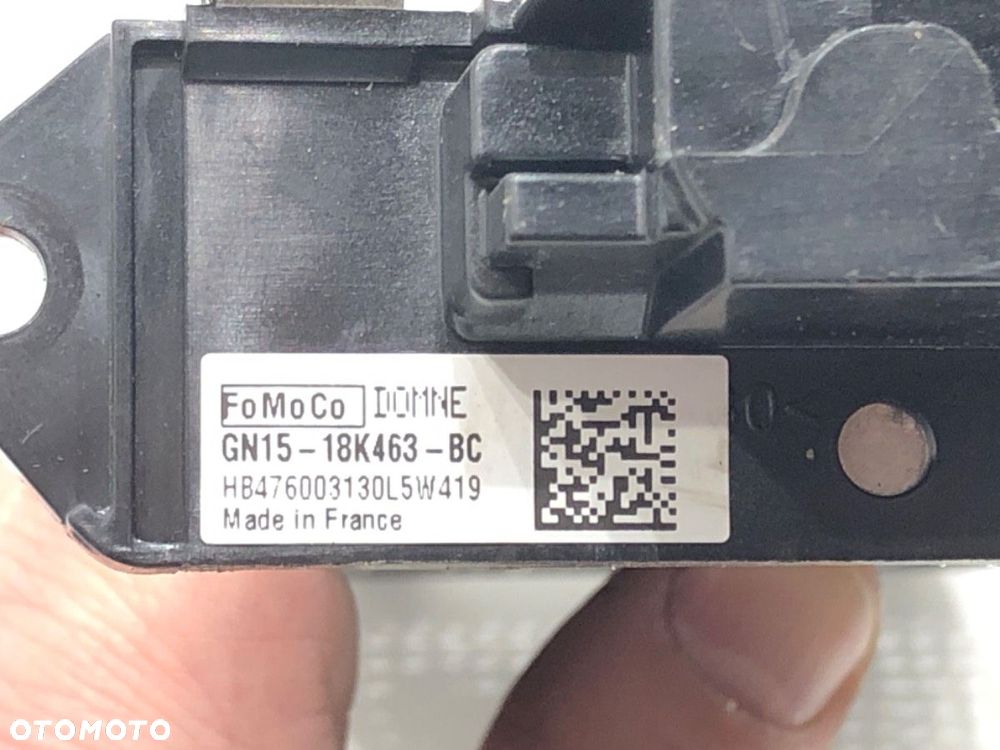 FoMoCo DOMNE
GN15-18K463-BC
HB476003130L5W419
Made in France
OTOMOTO